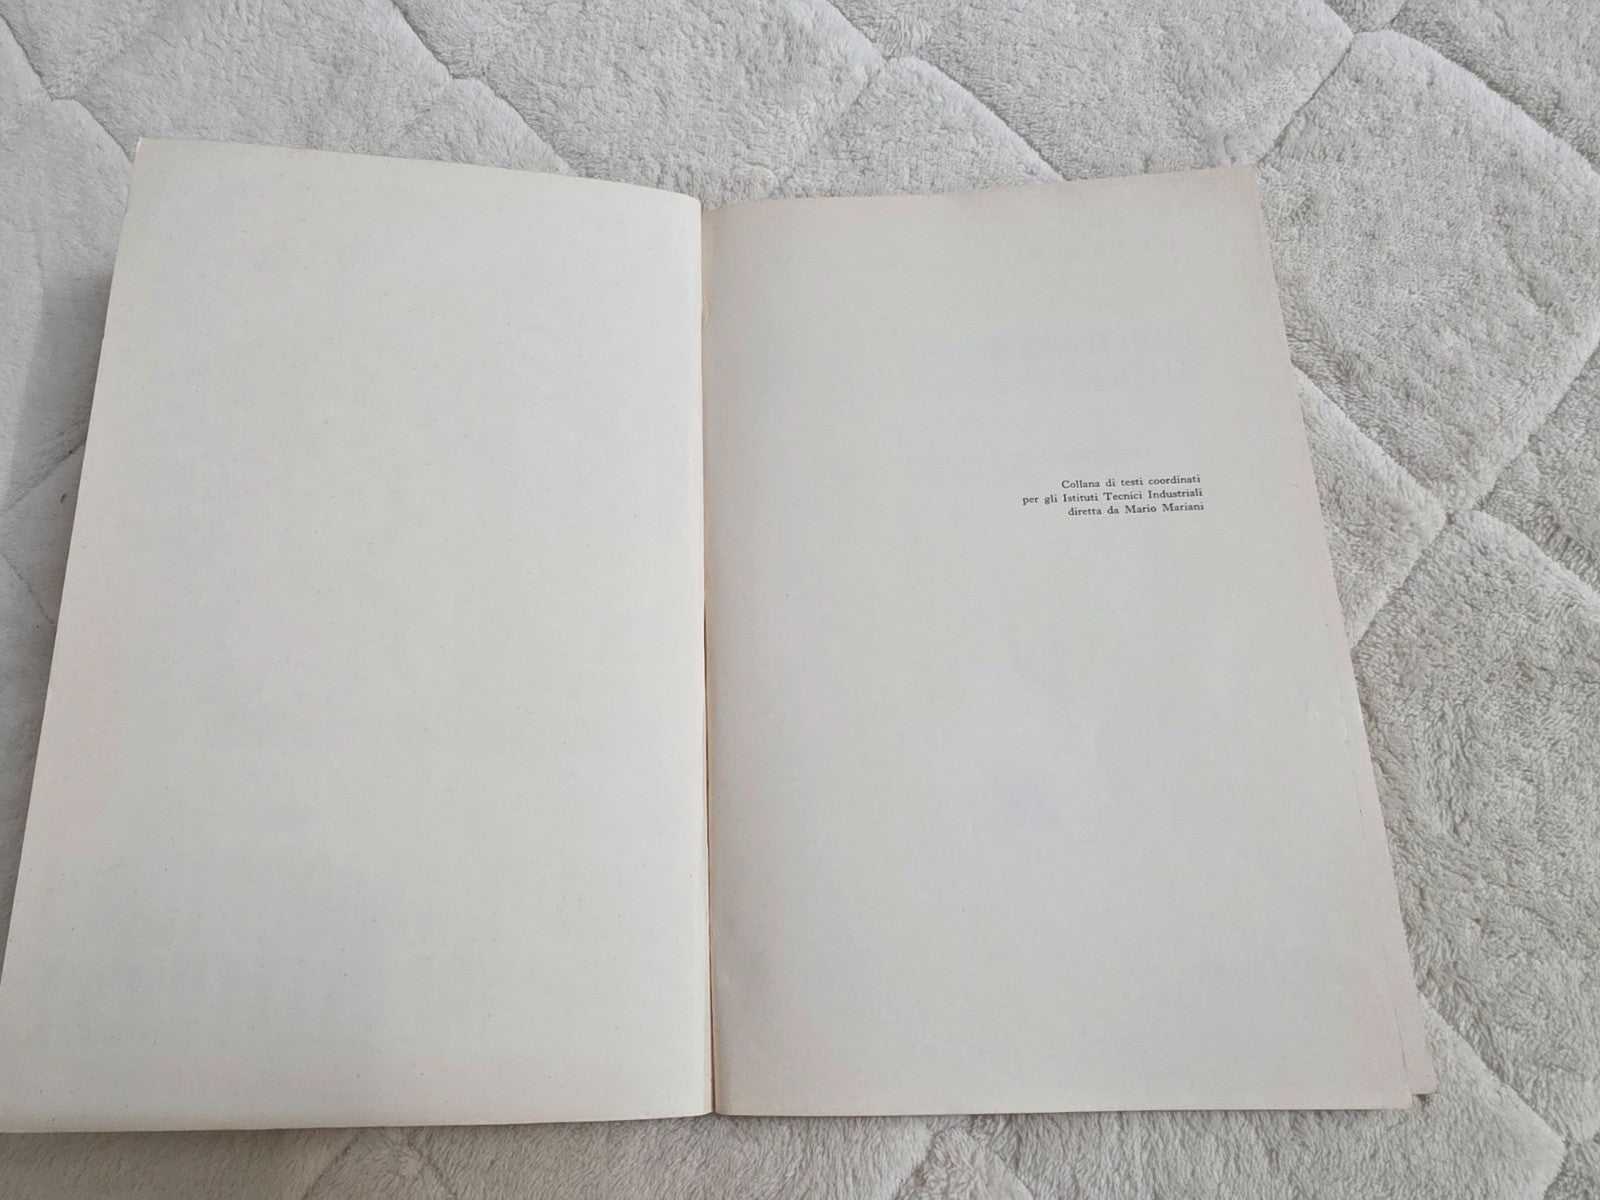 Collana di testi coordinati
per gli Istituti Tecnici Industriali
diretta da Mario Mariani